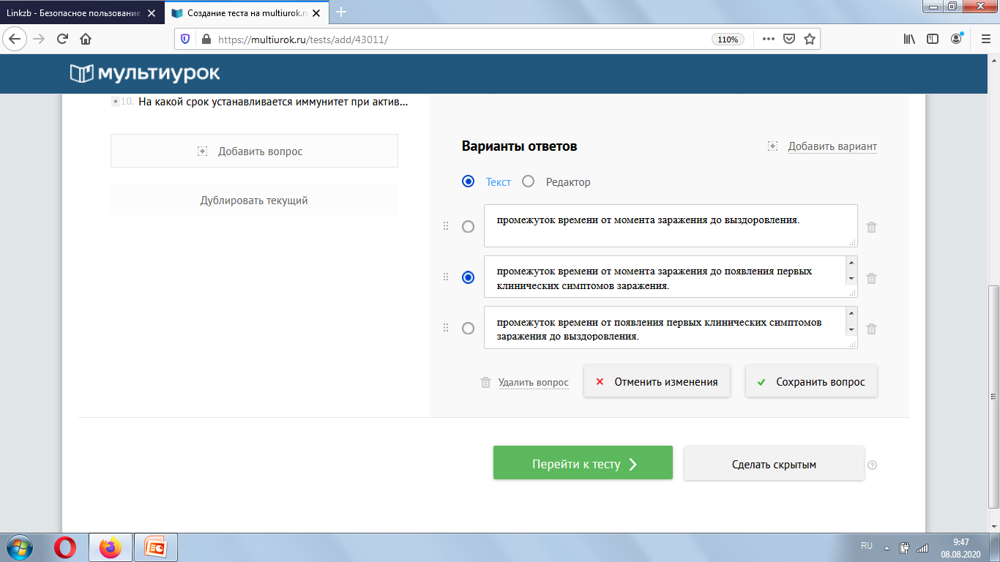 Linkzb - Безопасное пользование
Создание теста на multiurok.ru
https://multiurok.ru/tests/add/43011/
110%
мультиурок
10. На какой срок устанавливается иммунитет при актив...
Добавить вопрос
Дублировать текущий
Варианты ответов
Добавить вариант
Текст
Редактор
промежуток времени от момента заражения до выздоровления.
промежуток времени от момента заражения до появления первых
клинических симптомов заражения.
промежуток времени от появления первых клинических симптомов
заражения до выздоровления.
Удалить вопрос
Отменить изменения
Сохранить вопрос
Перейти к тесту
Сделать скрытым
RU
9:47
08.08.2020